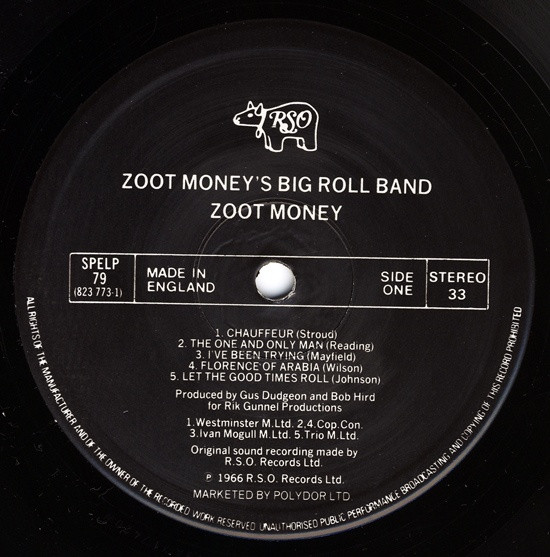 RSO
ZOOT MONEY'S BIG ROLL BAND
ZOOT MONEY
SPELP
79
(823 773-1)
MADE IN
ENGLAND
SIDE
ONE
STEREO
33
1. CHAUFFEUR (Stroud)
2. THE ONE AND ONLY MAN (Reading)
3. I'VE BEEN TRYING (Mayfield)
4. FLORENCE OF ARABIA (Wilson)
5. LET THE GOOD TIMES ROLL (Johnson)
Produced by Gus Dudgeon and Bob Hird
for Rik Gunnel Productions
1.Westminster M.Ltd. 2,4.Cop.Con.
3.Ivan Mogull M.Ltd. 5.Trio M.Ltd.
Original sound recording made by
R.S.O. Records Ltd.
℗ 1966 R.S.O. Records Ltd.
MARKETED BY POLYDOR LTD
ALL RIGHTS OF THE MANUFACTURER AND OF THE OWNER OF THE RECORDED WORK RESERVED UNAUTHORISED PUBLIC PERFORMANCE BROADCASTING AND COPYING OF THIS RECORD PROHIBITED